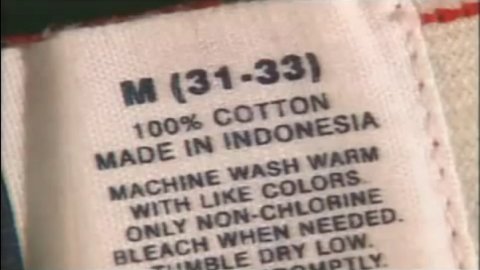 M (31-33)
100% COTTON
MADE IN INDONESIA
MACHINE WASH WARM
WITH LIKE COLORS
ONLY NON-CHLORINE
BLEACH WHEN NEEDED.
TUMBLE DRY LOW.
PROMPTLY.